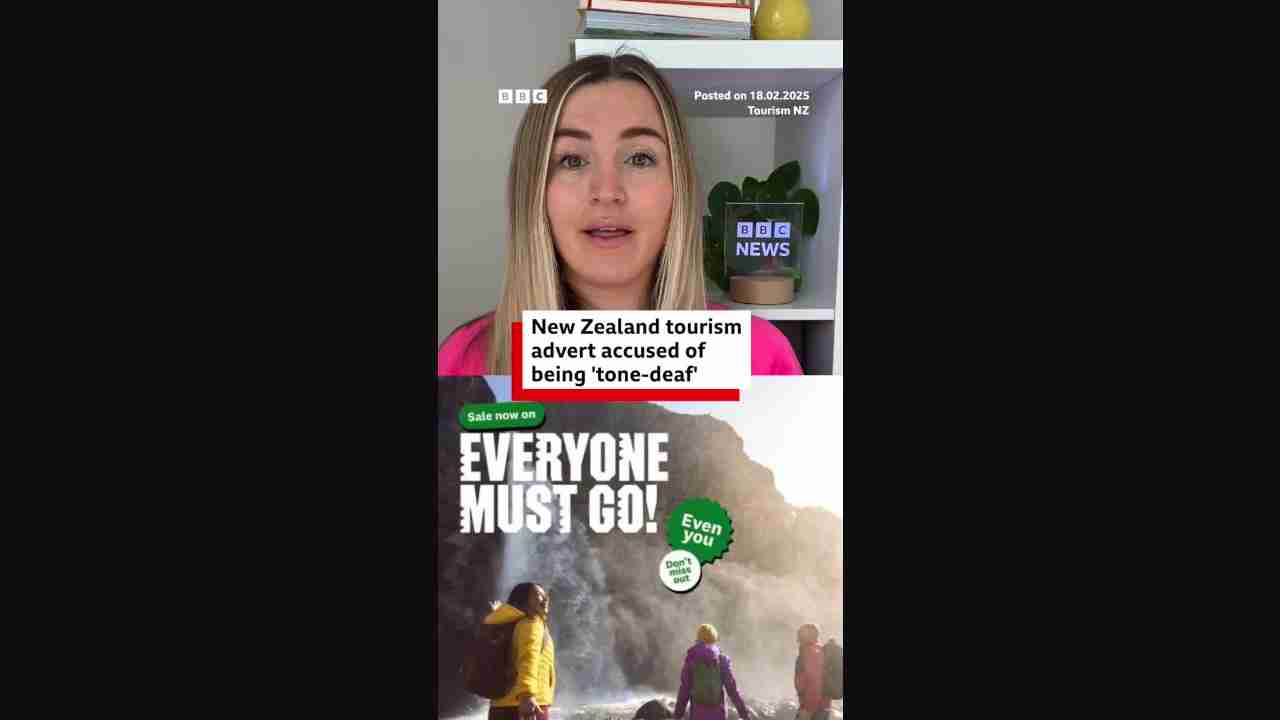 BBC
Posted on 18.02.2025
Tourism NZ
BBC
NEWS
New Zealand tourism
advert accused of
being 'tone-deaf'
Sale now on
EVERYONE
MUST GO!
Even
you
Don't
miss
out